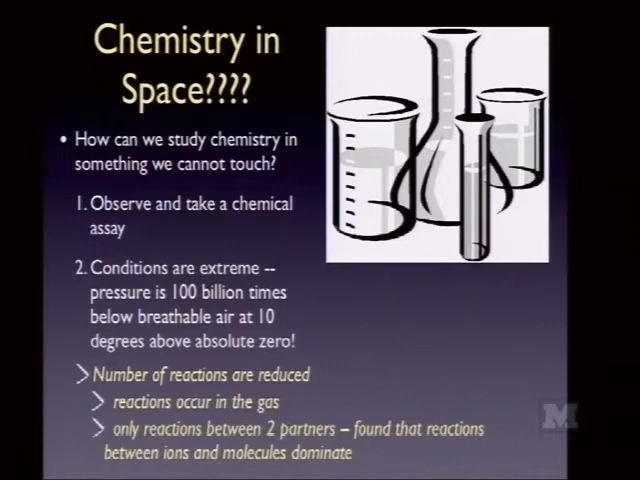 Chemistry in
Space????
• How can we study chemistry in
something we cannot touch?
1. Observe and take a chemical
assay
2. Conditions are extreme --
pressure is 100 billion times
below breathable air at 10
degrees above absolute zero!
Number of reactions are reduced
reactions occur in the gas
only reactions between 2 partners – found that reactions
between ions and molecules dominate
M